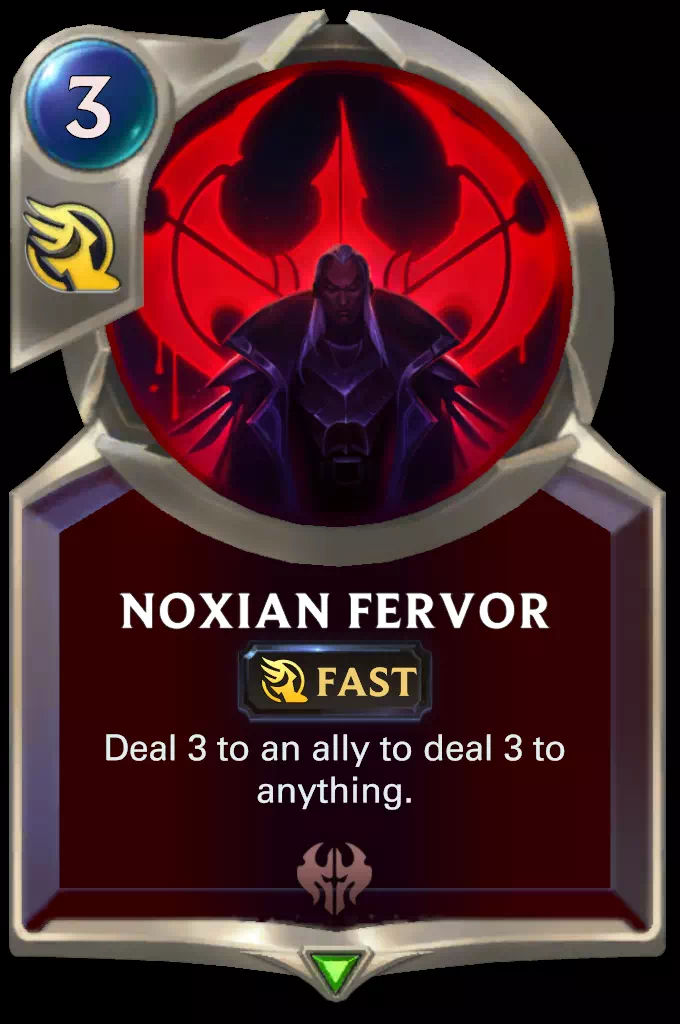 3
NOXIAN FERVOR
FAST
Deal 3 to an ally to deal 3 to
anything.